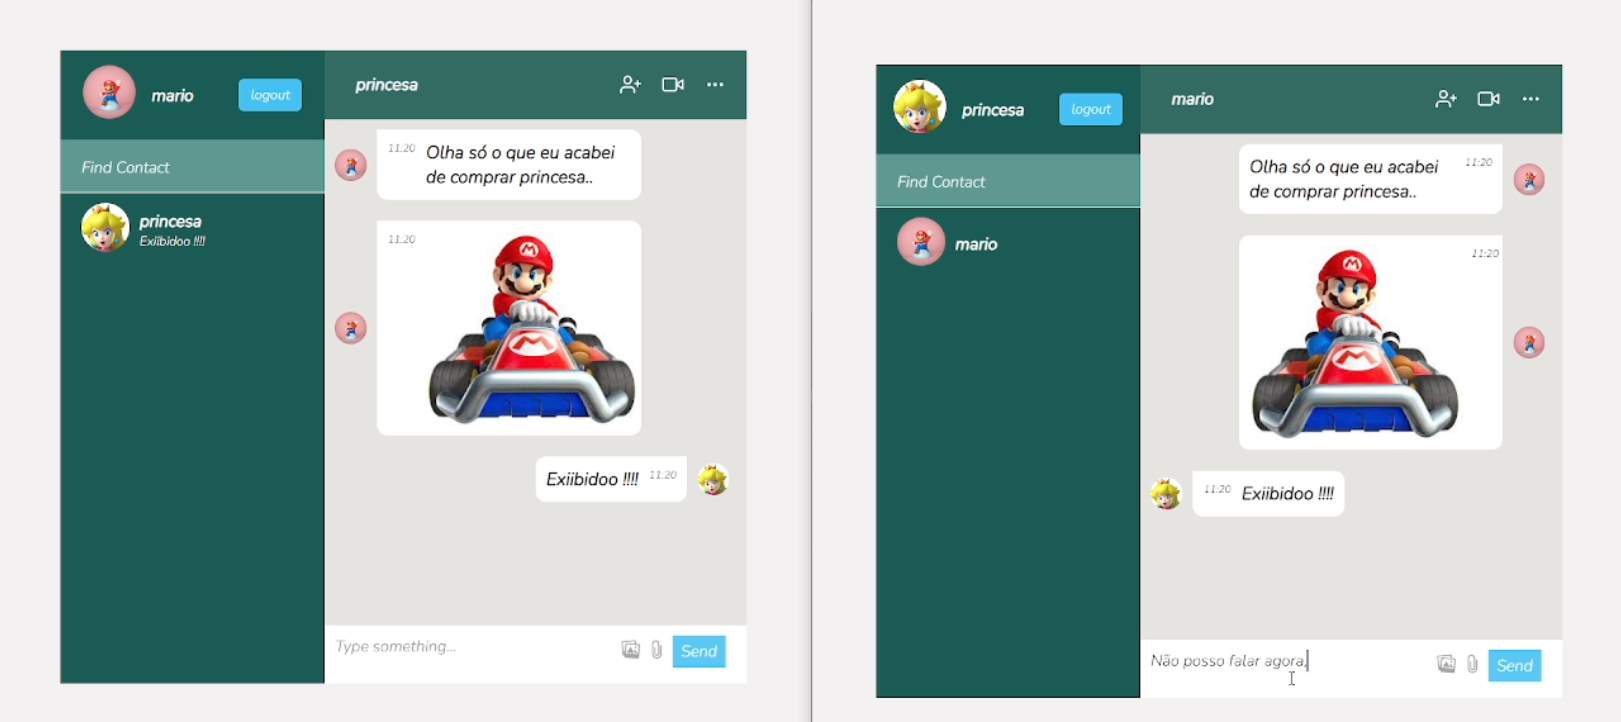 mario
logout
Find Contact
princesa
Exiibidoo !!!!
princesa
11:20
Olha só o que eu acabei
de comprar princesa..
11:20
M
M
Exiibidoo !!!!
11:20
Type something...
Send
princesa
logout
Find Contact
mario
mario
Olha só o que eu acabei
de comprar princesa..
11:20
11:20
M
M
11:20
Exiibidoo !!!!
Não posso falar agora,
Send